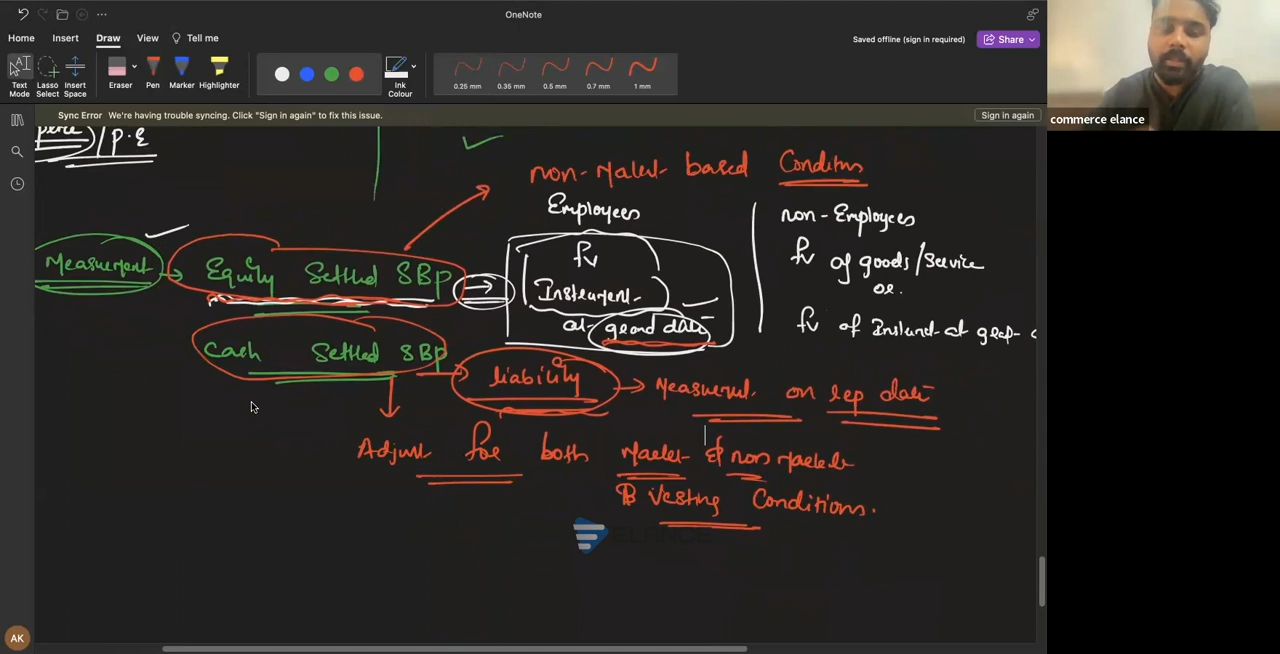 OneNote
Home Insert Draw View Tell me
Saved offline (sign in required) Share
Text Mode
Lasso Select
Insert Space
Eraser
Pen
Marker
Highlighter
Ink Colour
0.25 mm 0.35 mm 0.5 mm 0.7 mm 1 mm
commerce elance
Sync Error We're having trouble syncing. Click "Sign in again" to fix this issue. Sign in again
/ P.E
non-Market based Conditions
Employees
non-Employees
Measurement → Equity Settled SBP →
fv
Instrument
at grand date
fv of goods/Service
or.
fv of at
Cash Settled SBP → liability → on rep date
Adjust for both Market & non Market
Vesting Conditions.
ELANCE
AK